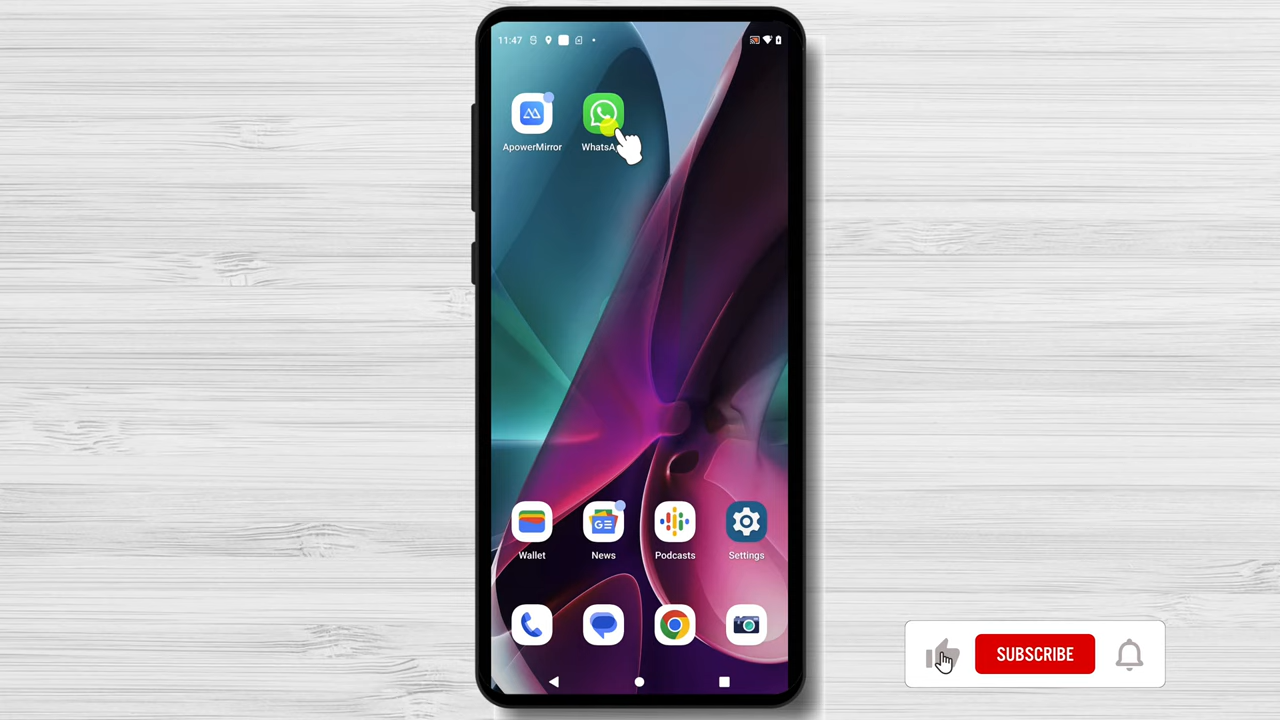 11:47
ApowerMirror
WhatsA
Wallet
News
Podcasts
Settings
SUBSCRIBE